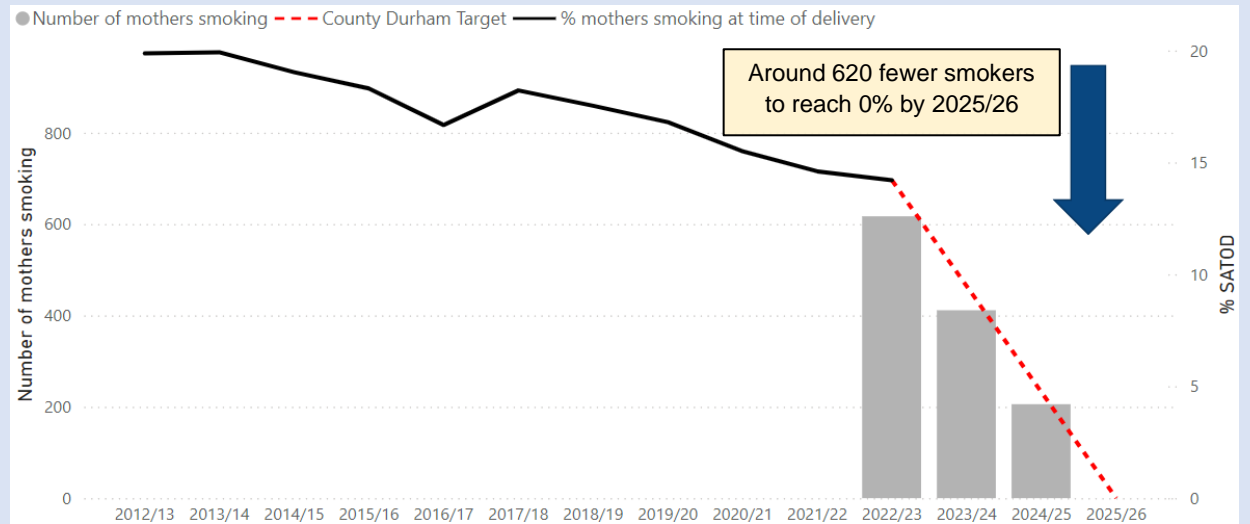 Number of mothers smoking County Durham Target % mothers smoking at time of delivery
Around 620 fewer smokers
to reach 0% by 2025/26
Number of mothers smoking
800
600
400
200
0
20
15
10
5
0
% SATOD
2012/13 2013/14 2014/15 2015/16 2016/17 2017/18 2018/19 2019/20 2020/21 2021/22 2022/23 2023/24 2024/25 2025/26